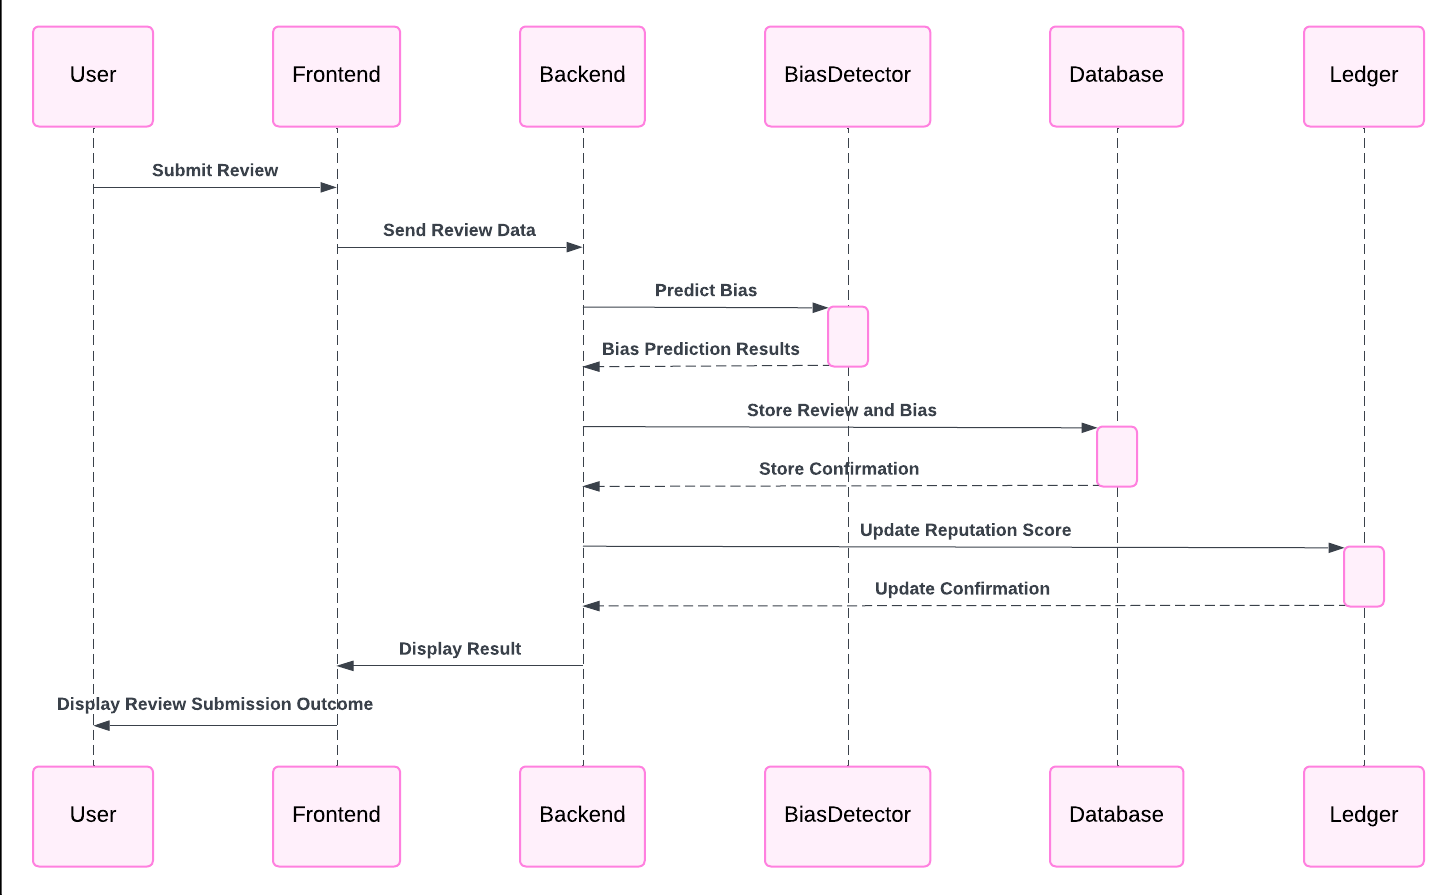 User
Frontend
Backend
BiasDetector
Database
Ledger
Submit Review
Send Review Data
Predict Bias
Bias Prediction Results
Store Review and Bias
Store Confirmation
Update Reputation Score
Update Confirmation
Display Result
Display Review Submission Outcome
User
Frontend
Backend
BiasDetector
Database
Ledger